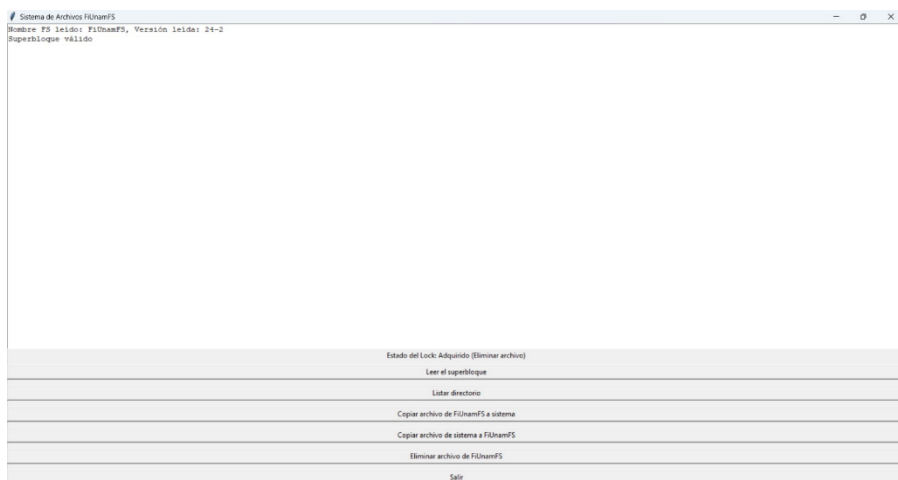 Sistema de Archivos FiUnamFS
Nombre FS leido: FiUnamFS, Versión leida: 24-2
Superbloque válido
Estado del Lock: Adquirido (Eliminar archivo)
Leer el superbloque
Listar directorio
Copiar archivo de FiUnamFS a sistema
Copiar archivo de sistema a FiUnamFS
Eliminar archivo de FiUnamFS
Salir